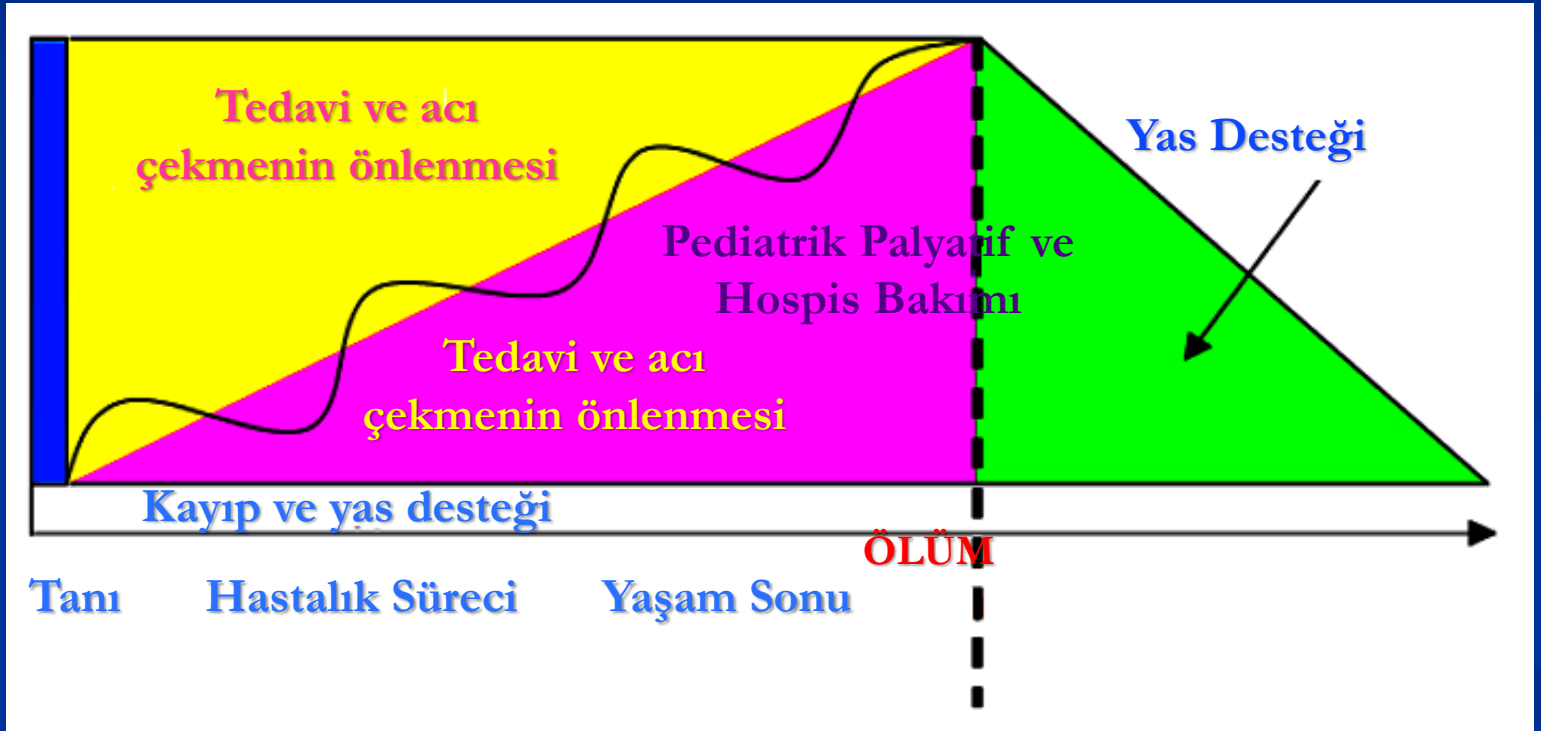 Tedavi ve acı
çekmenin önlenmesi
Yas Desteği
Pediatrik Palyatif ve
Hospis Bakımı
Tedavi ve acı
çekmenin önlenmesi
Kayıp ve yas desteği
ÖLÜM
Tanı Hastalık Süreci Yaşam Sonu